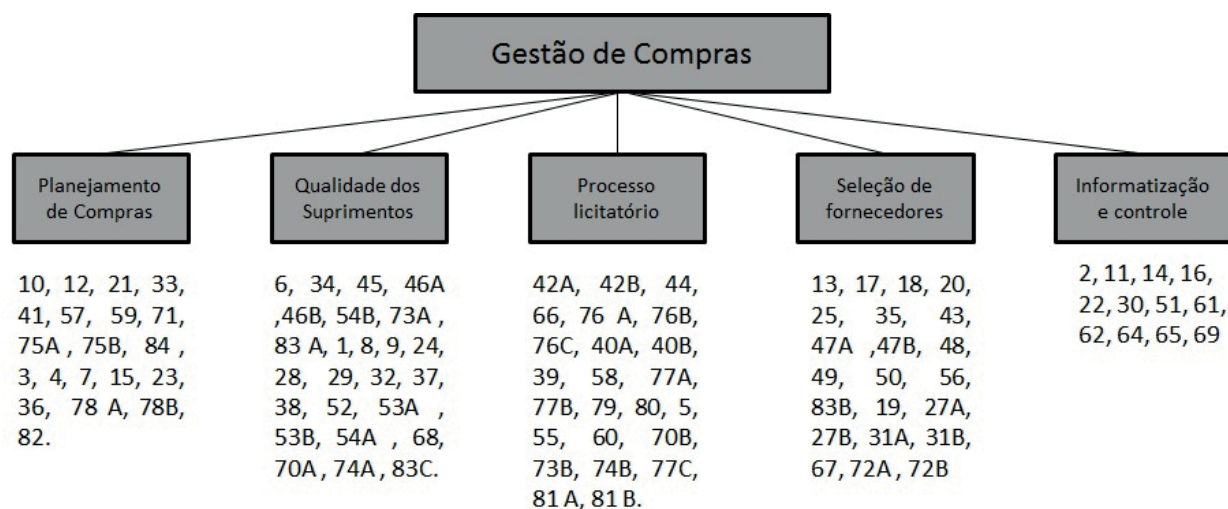 Gestão de Compras
Planejamento
de Compras
Qualidade dos
Suprimentos
Processo
licitatório
Seleção de
fornecedores
Informatização
e controle
10, 12, 21, 33,
41, 57, 59, 71,
75A , 75B, 84 ,
3, 4, 7, 15, 23,
36, 78 A, 78B,
82.
6, 34, 45, 46A
,46B, 54B, 73A ,
83 A, 1, 8, 9, 24,
28, 29, 32, 37,
38, 52, 53A ,
53B, 54A , 68,
70A , 74A , 83C.
42A, 42B, 44,
66, 76 A, 76B,
76C, 40A, 40B,
39, 58, 77A,
77B, 79, 80, 5,
55, 60, 70B,
73B, 74B, 77C,
81 A, 81 B.
13, 17, 18, 20,
25, 35, 43,
47A ,47B, 48,
49, 50, 56,
83B, 19, 27A,
27B, 31A, 31B,
67, 72A , 72B
2, 11, 14, 16,
22, 30, 51, 61,
62, 64, 65, 69